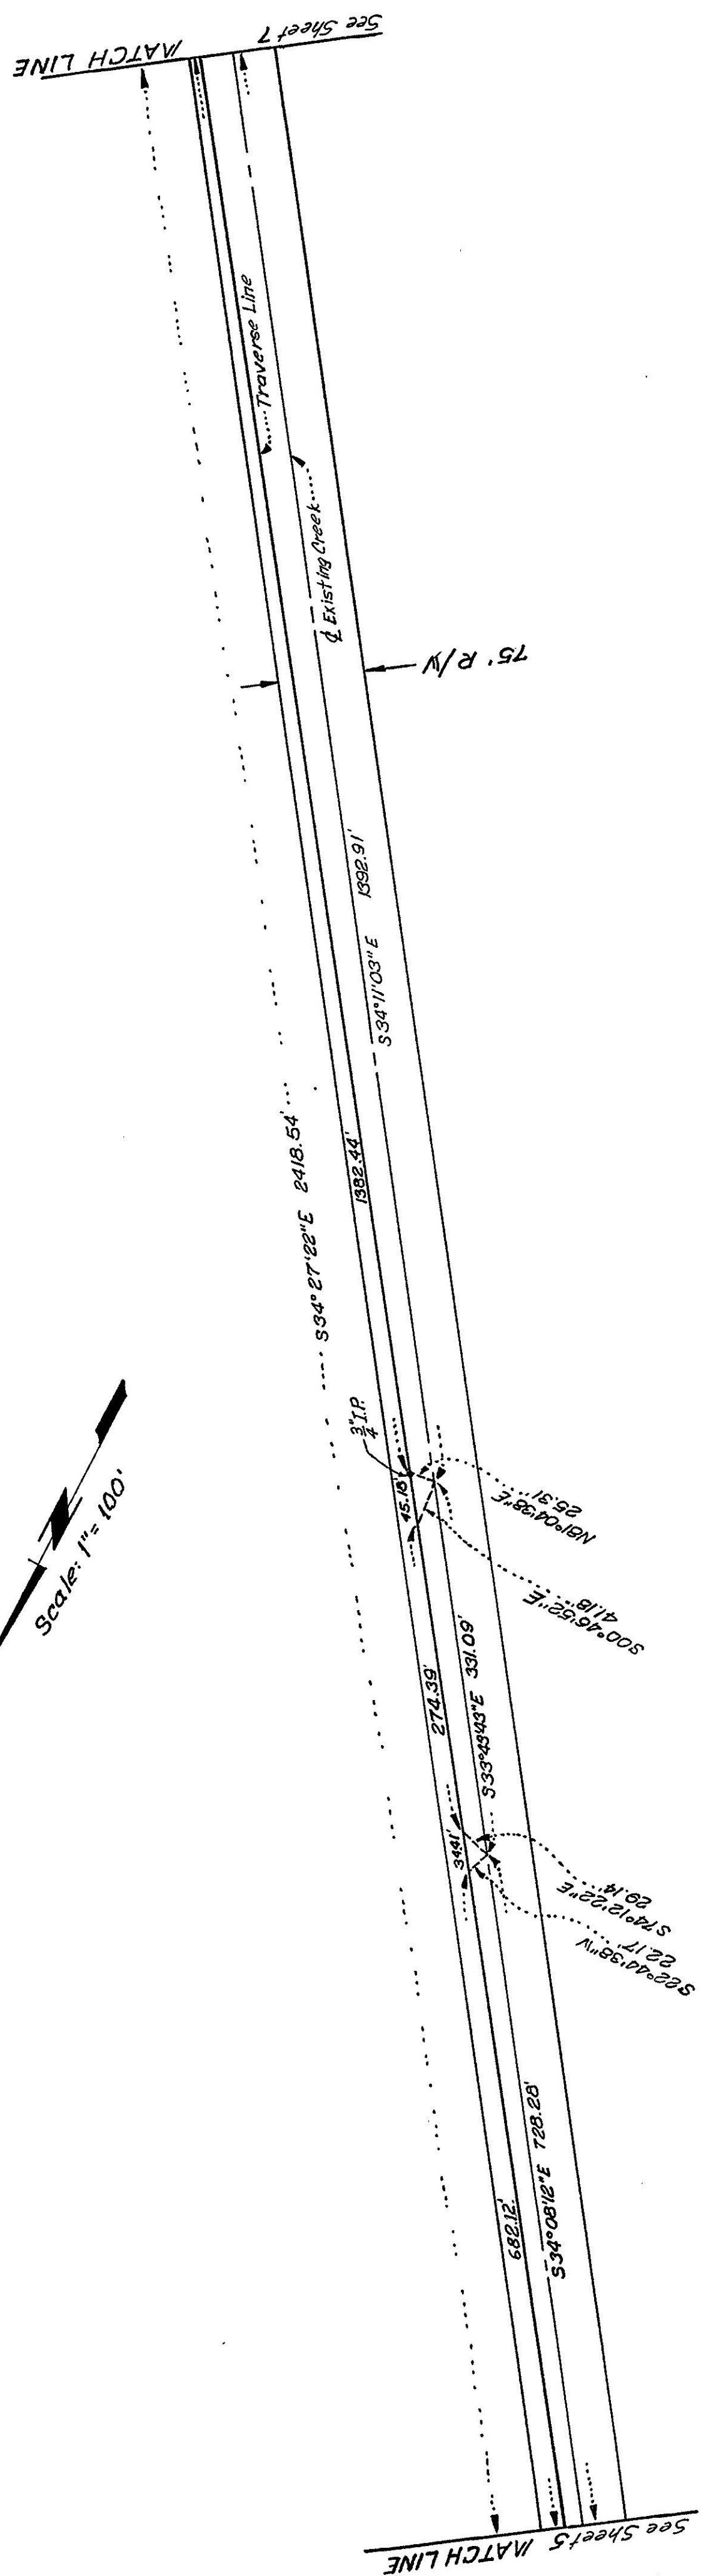 MATCH LINE
See Sheet 7
Traverse Line
℄ Existing Creek
75' R/W
S34°11'03"E 1392.91'
S34°27'22"E 2418.54'
1382.44'
3/4" I.P.
Scale: 1"=100'
45.18'
N81°04'38"E
25.31'
S00°46'52"E
41.18'
274.39'
S33°43'43"E 331.09'
34.41'
S74°12'22"E
29.14'
S22°44'38"W
22.17'
682.12'
S34°08'12"E 728.28'
See Sheet 5
MATCH LINE